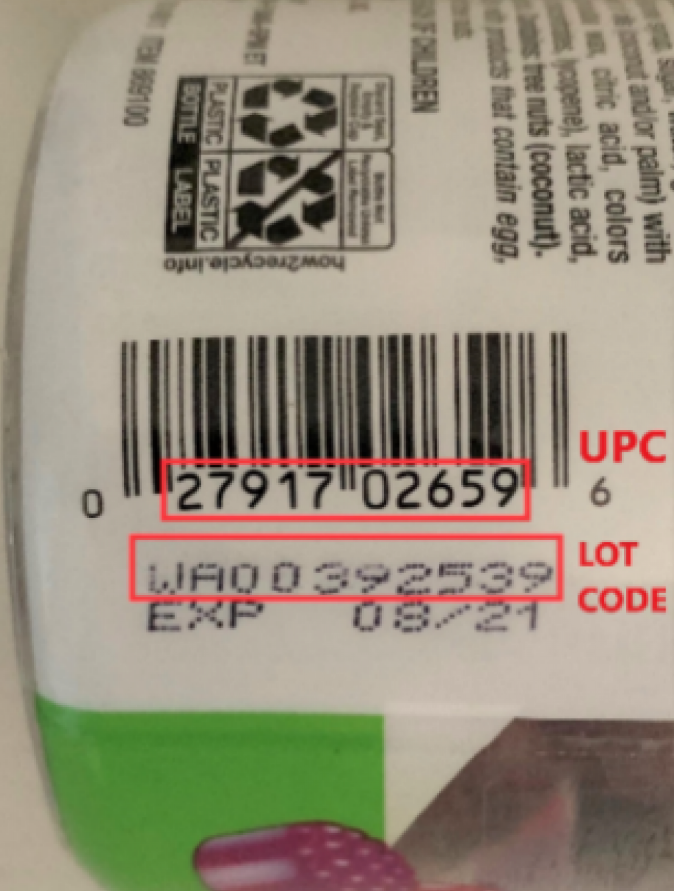 ITEM 869100
PLASTIC BOTTLE
PLASTIC LABEL
how2recycle.info
OF CHILDREN
sugar,
coconut and/or palm) with
wax, citric acid, colors
lycopene), lactic acid,
tree nuts (coconut).
products that contain egg,
0 27917 02659 6
UPC
WA00392539
LOT
CODE
EXP 08/21